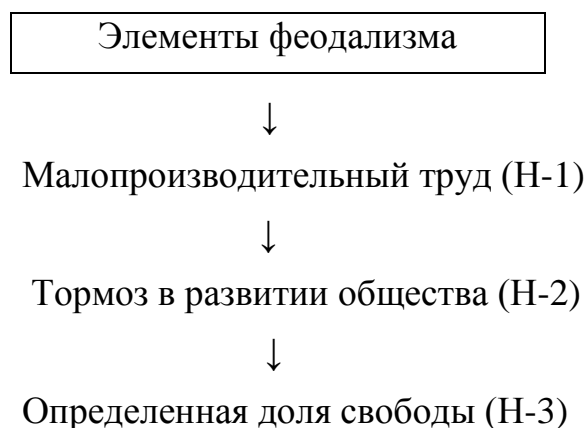 Элементы феодализма
↓
Малопроизводительный труд (Н-1)
↓
Тормоз в развитии общества (Н-2)
↓
Определенная доля свободы (Н-3)